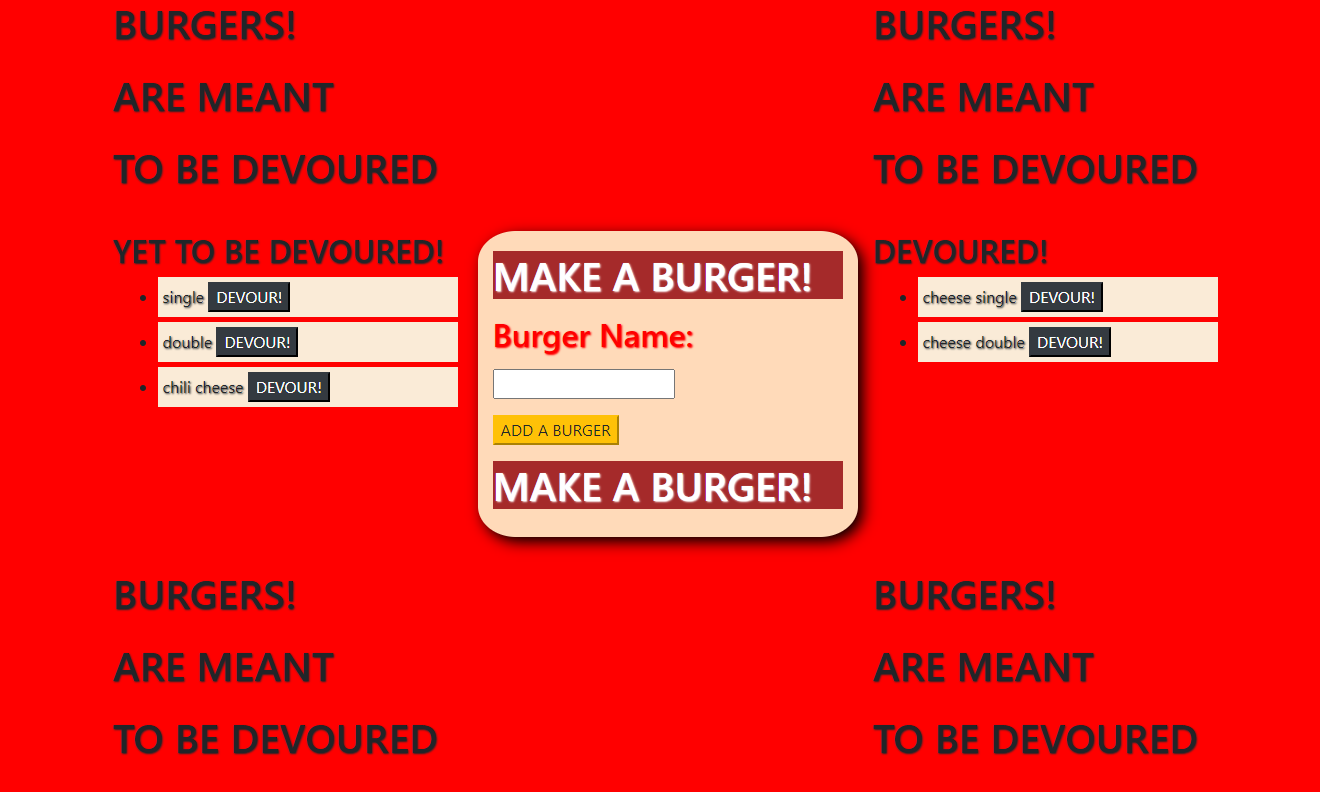 BURGERS!
ARE MEANT
TO BE DEVOURED
BURGERS!
ARE MEANT
TO BE DEVOURED
YET TO BE DEVOURED!
single DEVOUR!
double DEVOUR!
chili cheese DEVOUR!
MAKE A BURGER!
Burger Name:
ADD A BURGER
MAKE A BURGER!
DEVOURED!
cheese single DEVOUR!
cheese double DEVOUR!
BURGERS!
ARE MEANT
TO BE DEVOURED
BURGERS!
ARE MEANT
TO BE DEVOURED